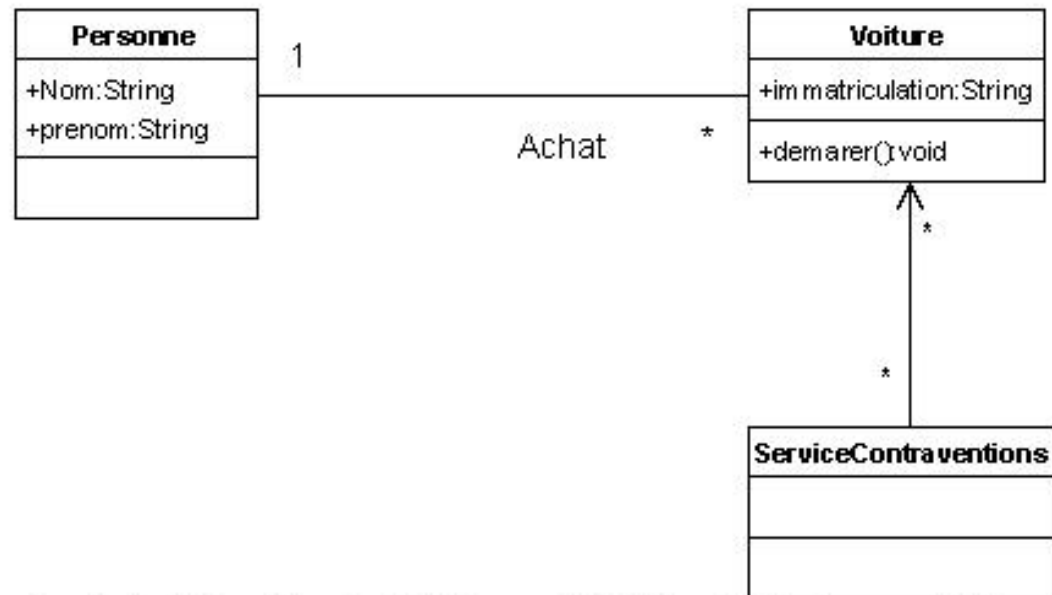 Personne
+Nom:String
+prenom:String
1
Achat
*
Voiture
+immatriculation:String
+demarer():void
*
*
ServiceContraventions